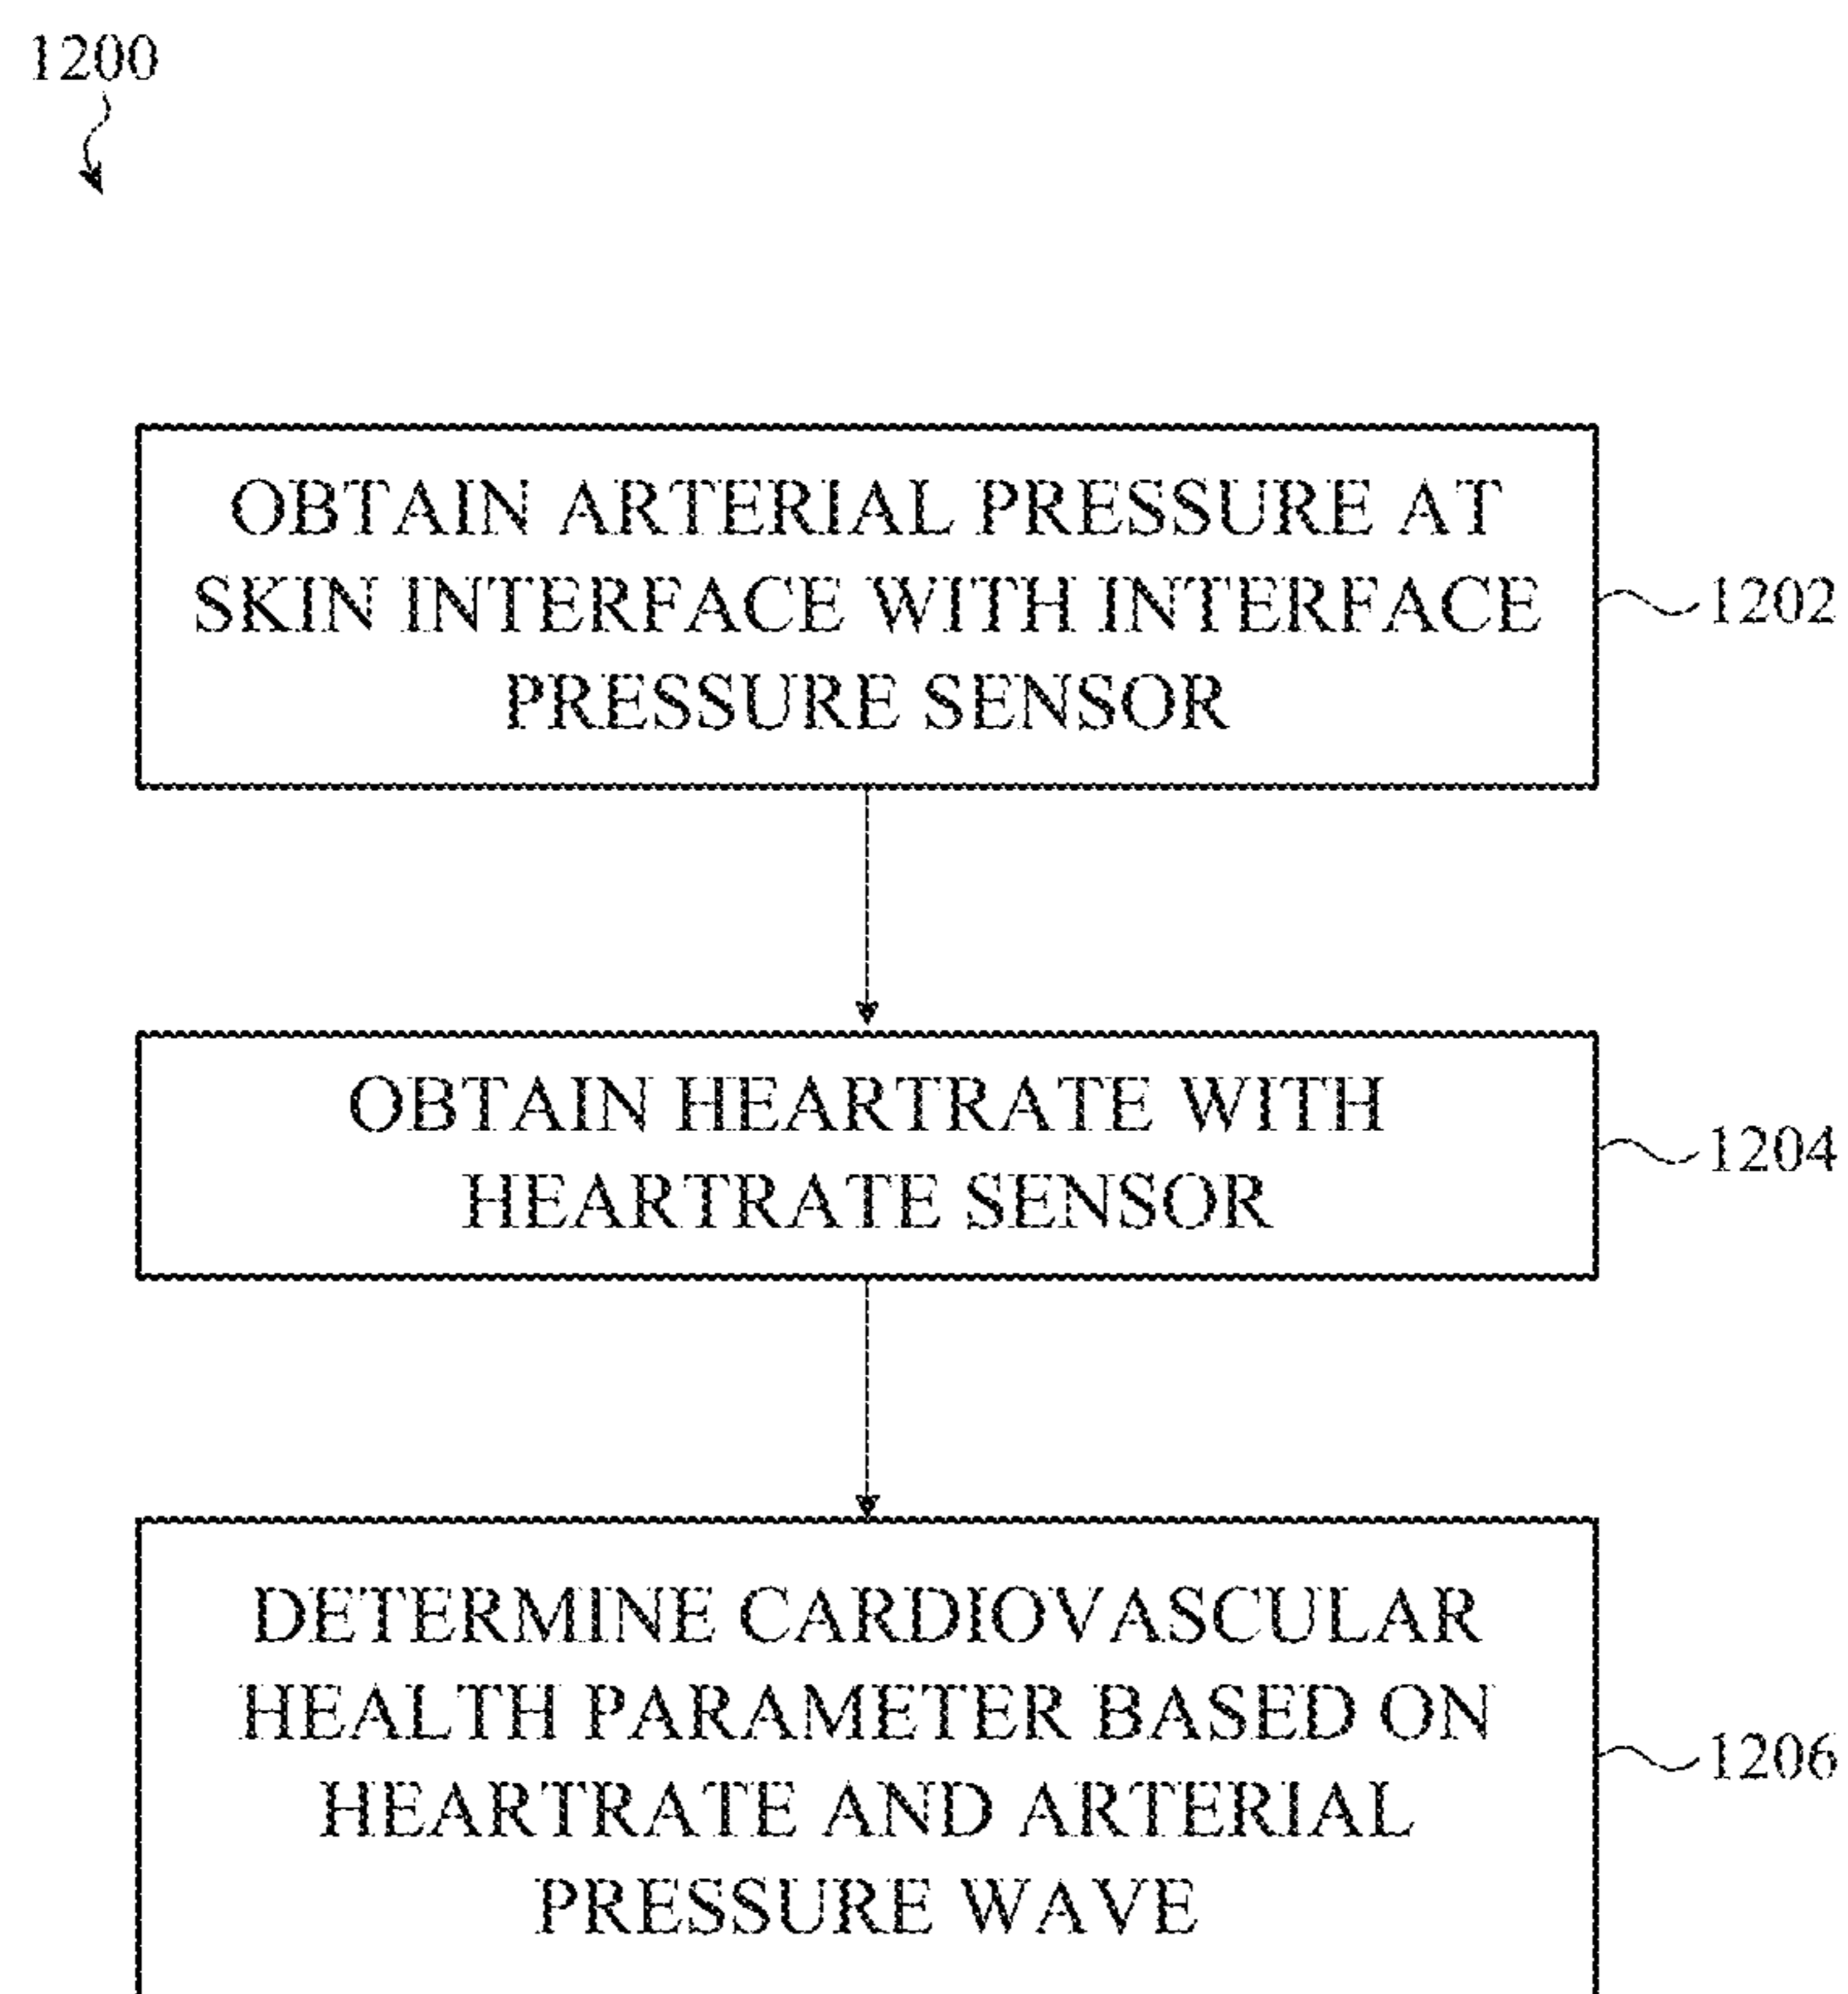 1200
OBTAIN ARTERIAL PRESSURE AT
SKIN INTERFACE WITH INTERFACE
PRESSURE SENSOR
1202
OBTAIN HEARTRATE WITH
HEARTRATE SENSOR
1204
DETERMINE CARDIOVASCULAR
HEALTH PARAMETER BASED ON
HEARTRATE AND ARTERIAL
PRESSURE WAVE
1206